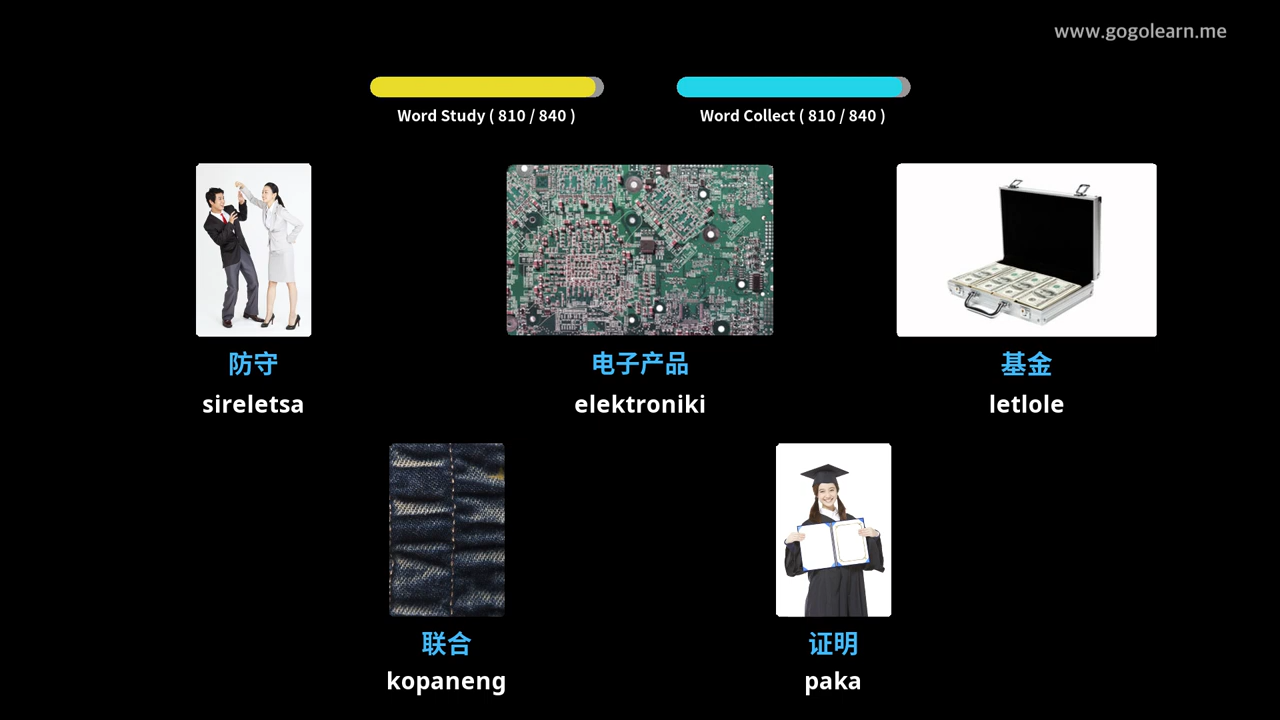 www.gogolearn.me
Word Study ( 810 / 840 )
Word Collect ( 810 / 840 )
防守
sireletsa
电子产品
elektroniki
基金
letlole
联合
kopaneng
证明
paka